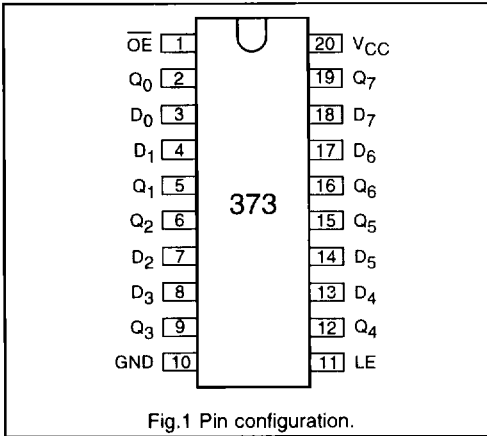 O̅E̅ 1 20 VCC
Q0 2 19 Q7
D0 3 18 D7
D1 4 17 D6
Q1 5 16 Q6
373
Q2 6 15 Q5
D2 7 14 D5
D3 8 13 D4
Q3 9 12 Q4
GND 10 11 LE
Fig.1 Pin configuration.